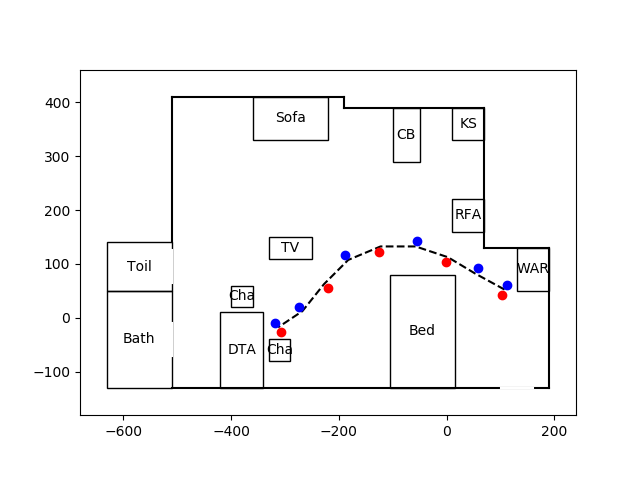 400
300
200
100
0
−100
Sofa
CB
KS
RFA
TV
Toil
WAR
Cha
Bath
DTA
Cha
Bed
−600
−400
−200
0
200